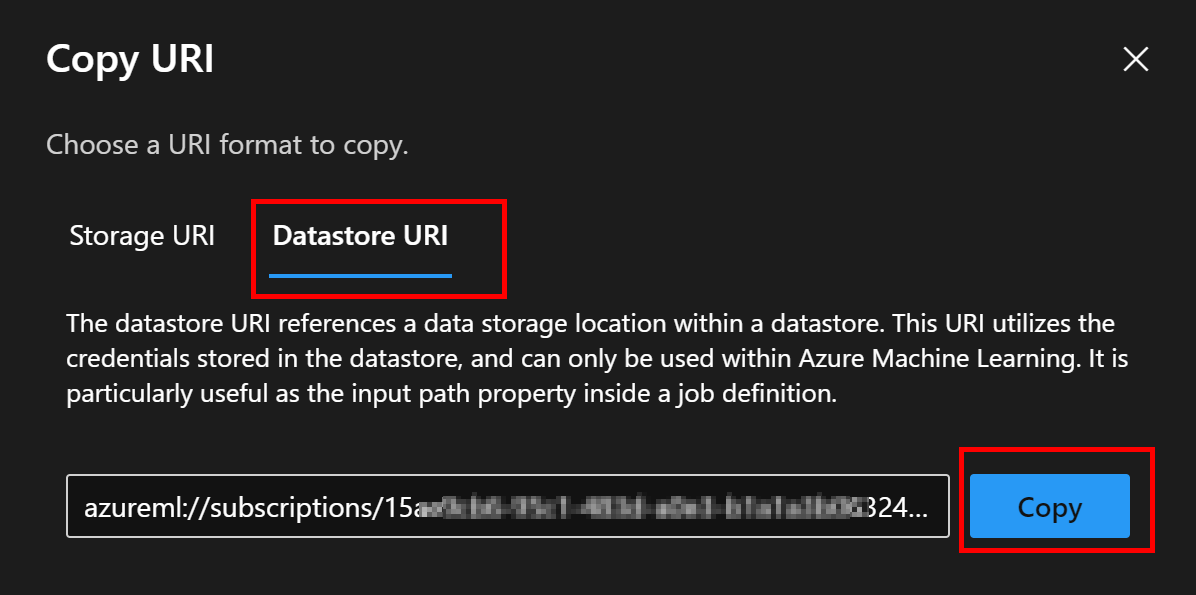 Copy URI
Choose a URI format to copy.
Storage URI
Datastore URI
The datastore URI references a data storage location within a datastore. This URI utilizes the
credentials stored in the datastore, and can only be used within Azure Machine Learning. It is
particularly useful as the input path property inside a job definition.
azureml://subscriptions/15
324...
Copy